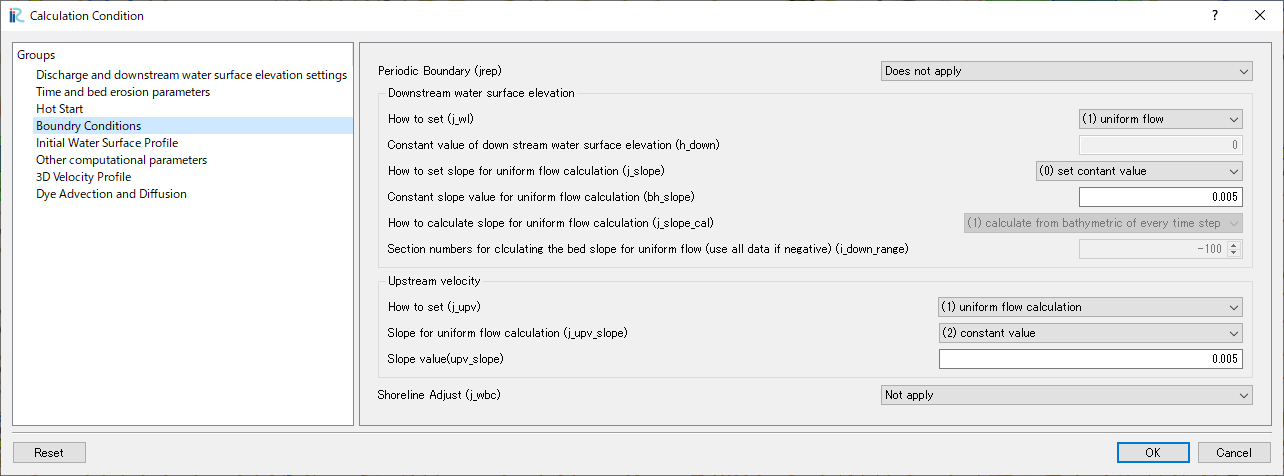 Calculation Condition
Groups
Discharge and downstream water surface elevation settings
Time and bed erosion parameters
Hot Start
Boundry Conditions
Initial Water Surface Profile
Other computational parameters
3D Velocity Profile
Dye Advection and Diffusion
Periodic Boundary (jrep) Does not apply
Downstream water surface elevation
How to set (j_wl) (1) uniform flow
Constant value of down stream water surface elevation (h_down) 0
How to set slope for uniform flow calculation (j_slope) (0) set contant value
Constant slope value for uniform flow calculation (bh_slope) 0.005
How to calculate slope for uniform flow calculation (j_slope_cal) (1) calculate from bathymetric of every time step
Section numbers for clculating the bed slope for uniform flow (use all data if negative) (i_down_range) -100
Upstream velocity
How to set (j_upv) (1) uniform flow calculation
Slope for uniform flow calculation (j_upv_slope) (2) constant value
Slope value(upv_slope) 0.005
Shoreline Adjust (j_wbc) Not apply
Reset OK Cancel